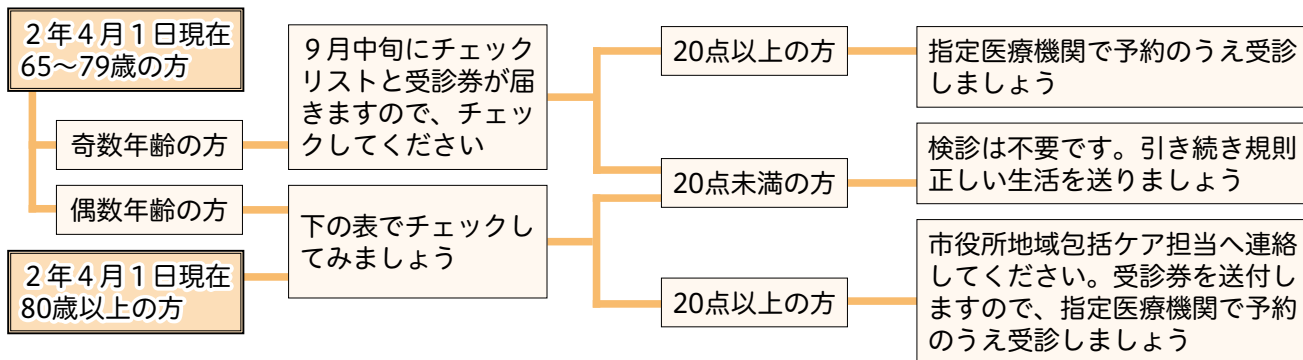 ２年４月１日現在
65～79歳の方
奇数年齢の方
偶数年齢の方
２年４月１日現在
80歳以上の方
９月中旬にチェック
リストと受診券が届
きますので、チェッ
クしてください
下の表でチェックし
てみましょう
20点以上の方
20点未満の方
20点以上の方
指定医療機関で予約のうえ受診
しましょう
検診は不要です。引き続き規則
正しい生活を送りましょう
市役所地域包括ケア担当へ連絡
してください。受診券を送付し
ますので、指定医療機関で予約
のうえ受診しましょう